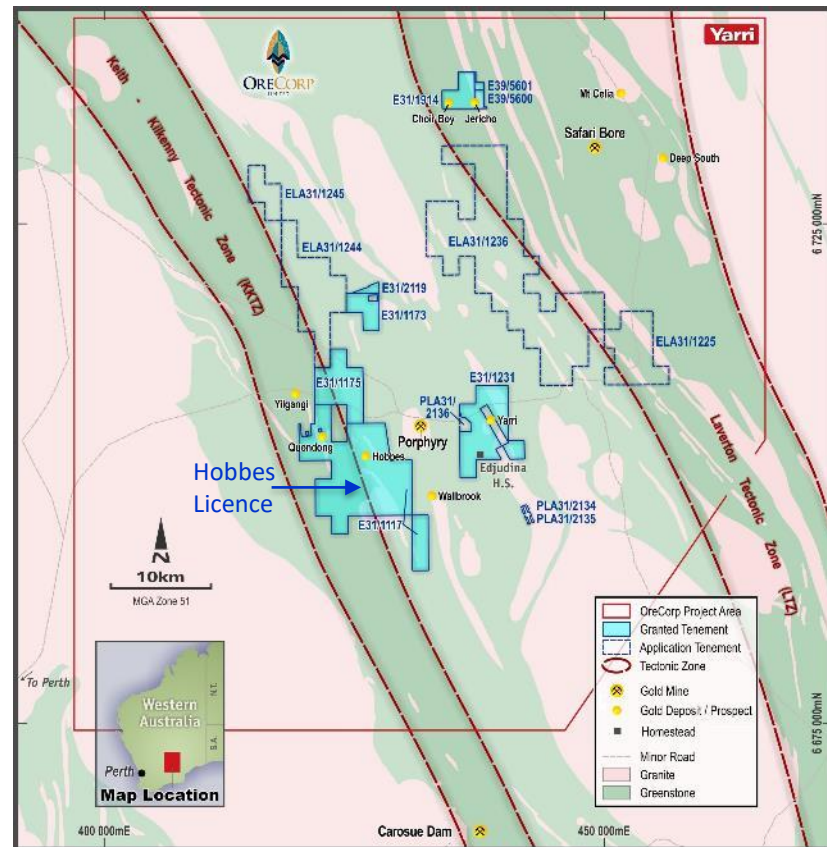 Yarri
ORECORP
LIMITED
Keith - Kilkenny Tectonic Zone (KKTZ)
E39/5601
E39/5600
E31/1914
Choir Boy
Jericho
Mt Celia
Safari Bore
Deep South
6 725 000mN
ELA31/1245
ELA31/1244
ELA31/1236
E31/2119
E31/1173
ELA31/1225
E31/1175
E31/1231
PLA31/
2136
Yilgangi
Yarri
Porphyry
Quondong
Hobbes
Edjudina
H.S.
Hobbes
Licence
Wallbrook
PLA31/2134
PLA31/2135
E31/1117
Laverton Tectonic Zone (LTZ)
N
10km
MGA Zone 51
OreCorp Project Area
Granted Tenement
Application Tenement
Tectonic Zone
Gold Mine
Gold Deposit / Prospect
Homestead
Minor Road
Granite
Greenstone
To Perth
Western
Australia
N.T.
S.A.
Perth
Map Location
6 675 000mN
400 000mE
Carosue Dam
450 000mE